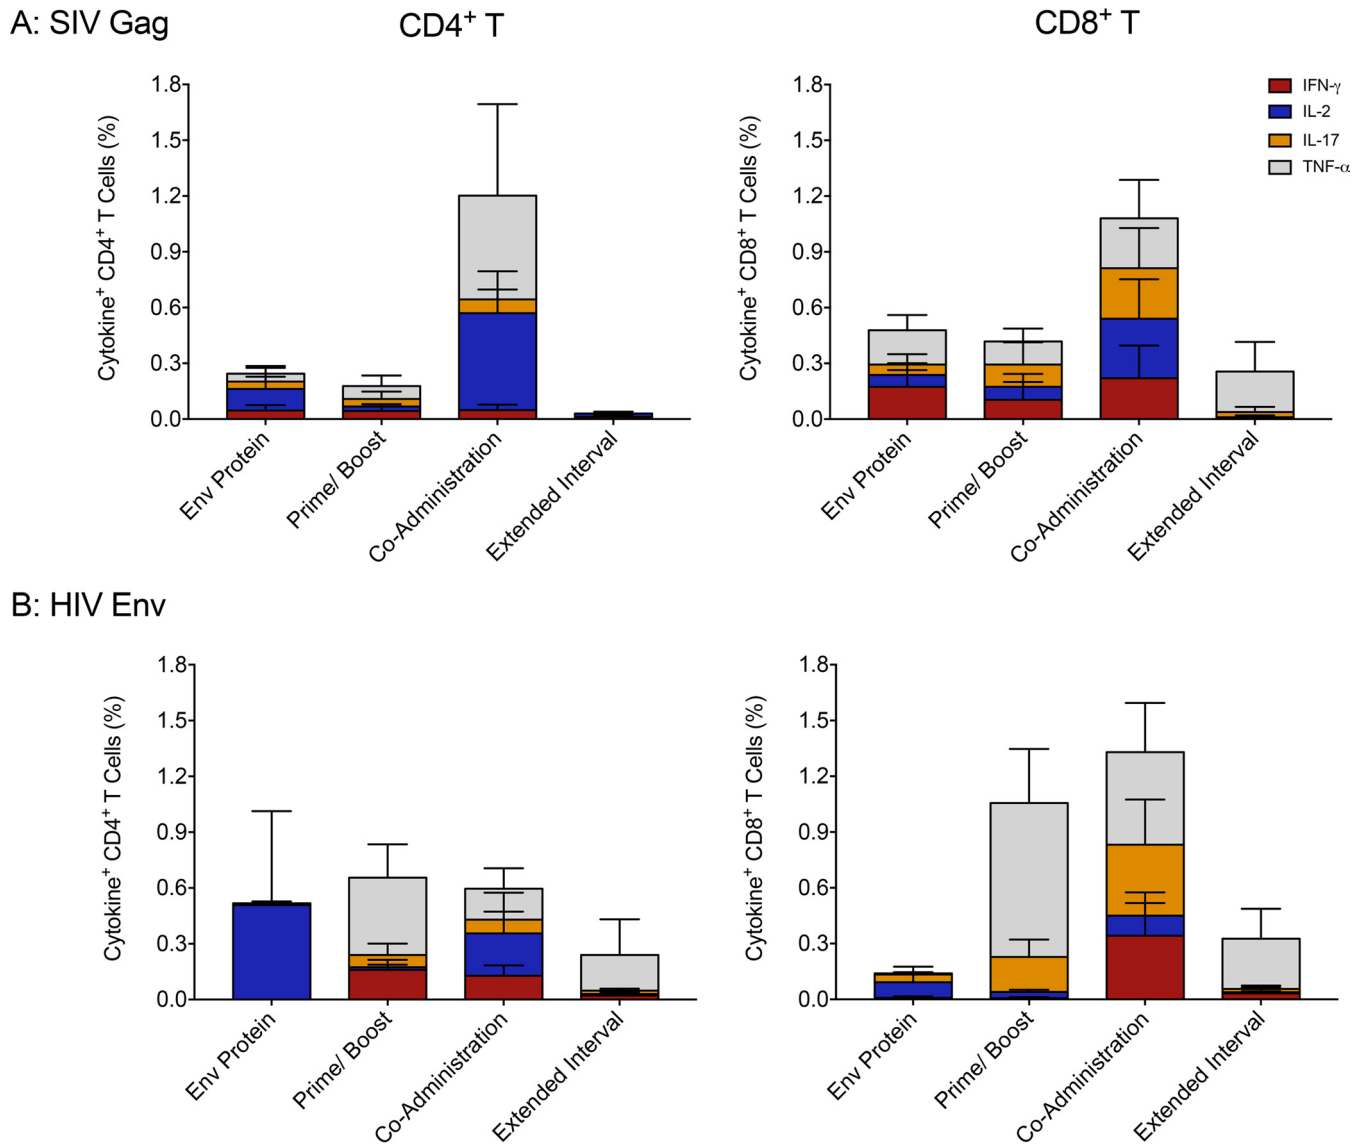 A: SIV Gag
CD4+ T
CD8+ T
Cytokine+ CD4+ T Cells (%)
1.8
1.5
1.2
0.9
0.6
0.3
0.0
Env Protein
Prime/ Boost
Co-Administration
Extended Interval
Cytokine+ CD8+ T Cells (%)
1.8
1.5
1.2
0.9
0.6
0.3
0.0
Env Protein
Prime/ Boost
Co-Administration
Extended Interval
IFN-γ
IL-2
IL-17
TNF-α
B: HIV Env
Cytokine+ CD4+ T Cells (%)
1.8
1.5
1.2
0.9
0.6
0.3
0.0
Env Protein
Prime/ Boost
Co-Administration
Extended Interval
Cytokine+ CD8+ T Cells (%)
1.8
1.5
1.2
0.9
0.6
0.3
0.0
Env Protein
Prime/ Boost
Co-Administration
Extended Interval